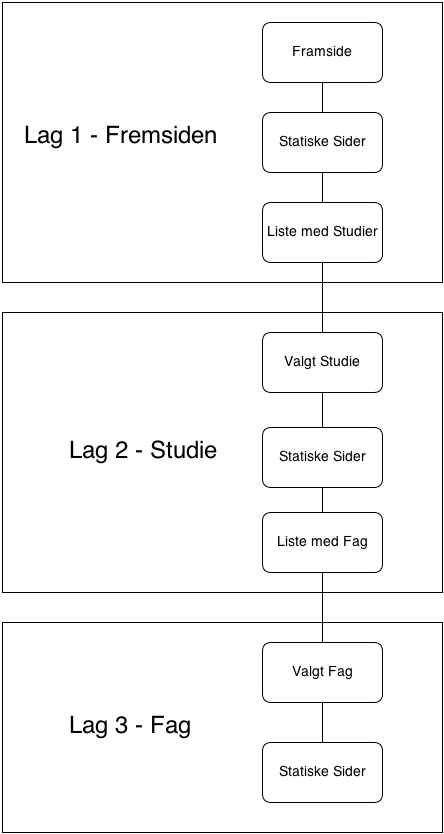 Framside
Lag 1 - Fremsiden
Statiske Sider
Liste med Studier
Valgt Studie
Lag 2 - Studie
Statiske Sider
Liste med Fag
Valgt Fag
Lag 3 - Fag
Statiske Sider